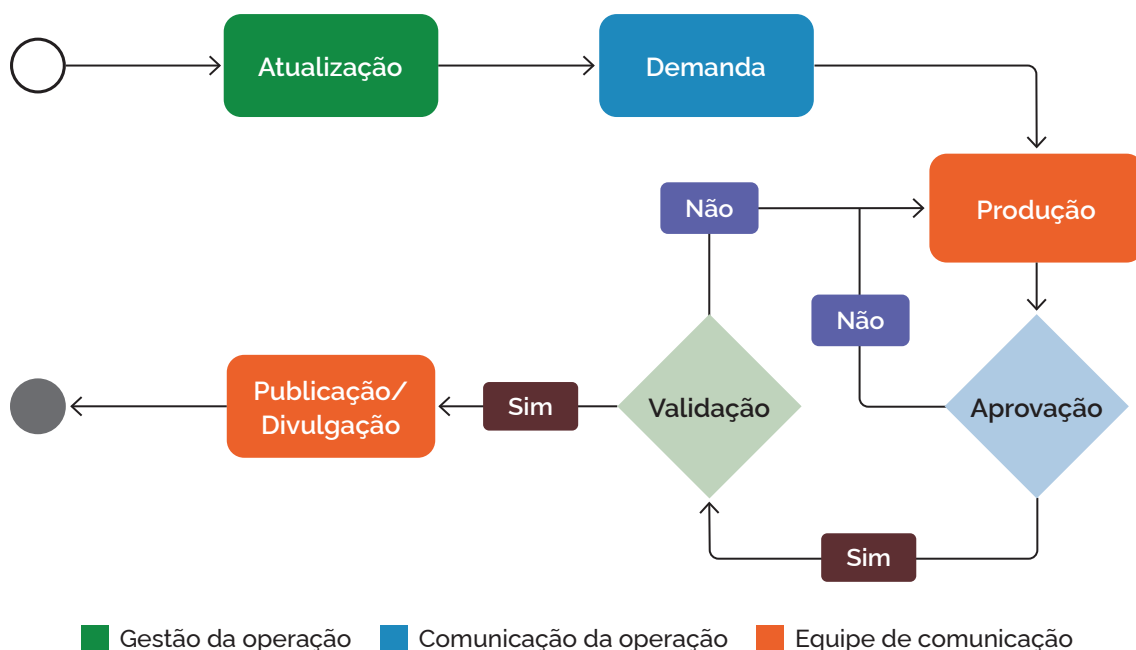 Atualização
Demanda
Produção
Não
Não
Publicação/
Divulgação
Sim
Validação
Aprovação
Sim
Gestão da operação
Comunicação da operação
Equipe de comunicação